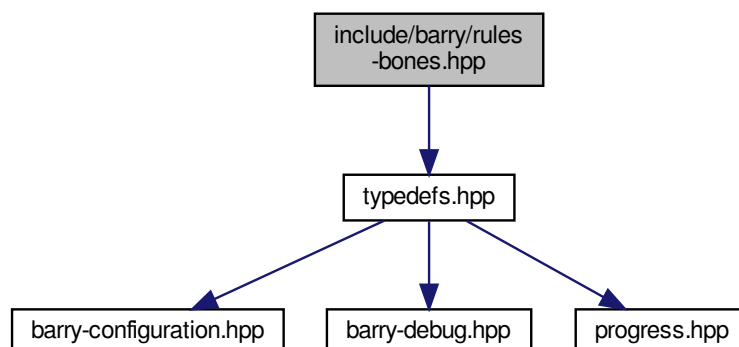 include/barry/rules
-bones.hpp
typedefs.hpp
barry-configuration.hpp
barry-debug.hpp
progress.hpp